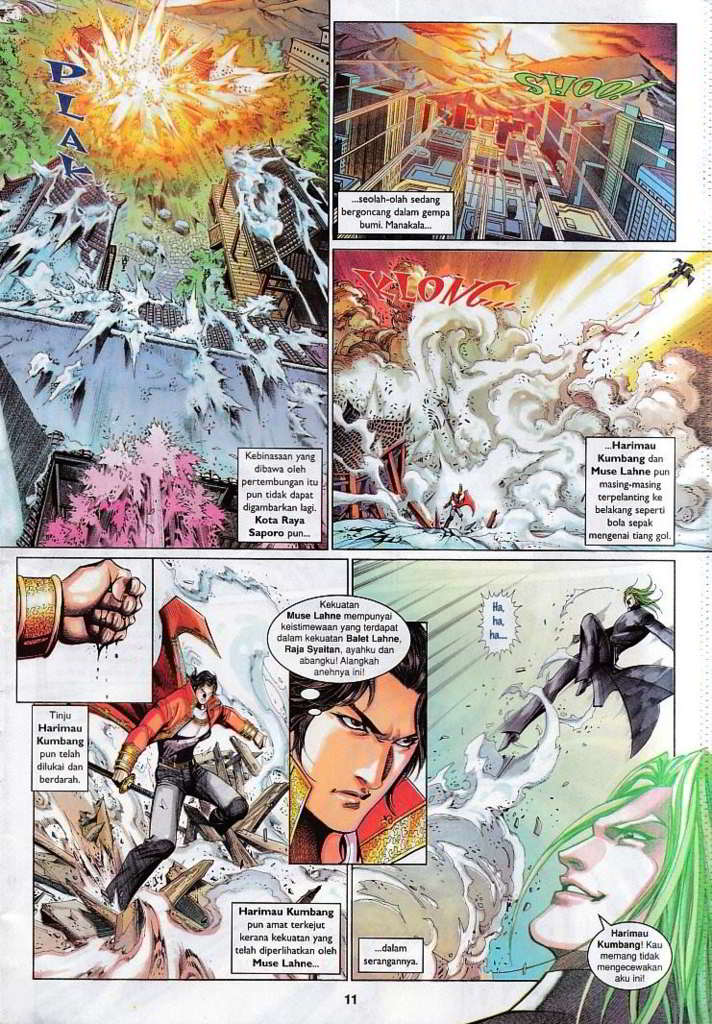 PLAK
Kebinasaan yang
dibawa oleh
pertembungan itu
pun tidak dapat
digambarkan lagi.
Kota Raya
Saporo pun...
SHOO
...seolah-olah sedang
bergoncang dalam gempa
bumi. Manakala...
KLONG...
...Harimau
Kumbang dan
Muse Lahne pun
masing-masing
terpelanting ke
belakang seperti
bola sepak
mengenai tiang gol.
Tinju
Harimau
Kumbang
pun telah
dilukai dan
berdarah.
Kekuatan
Muse Lahne mempunyai
keistimewaan yang terdapat
dalam kekuatan Balet Lahne,
Raja Syaitan, ayahku dan
abangku! Alangkah
anehnya ini!
Harimau Kumbang
pun amat terkejut
kerana kekuatan yang
telah diperlihatkan oleh
Muse Lahne...
Ha,
ha,
ha...
...dalam
serangannya.
Harimau
Kumbang! Kau
memang tidak
mengecewakan
aku ini!
11